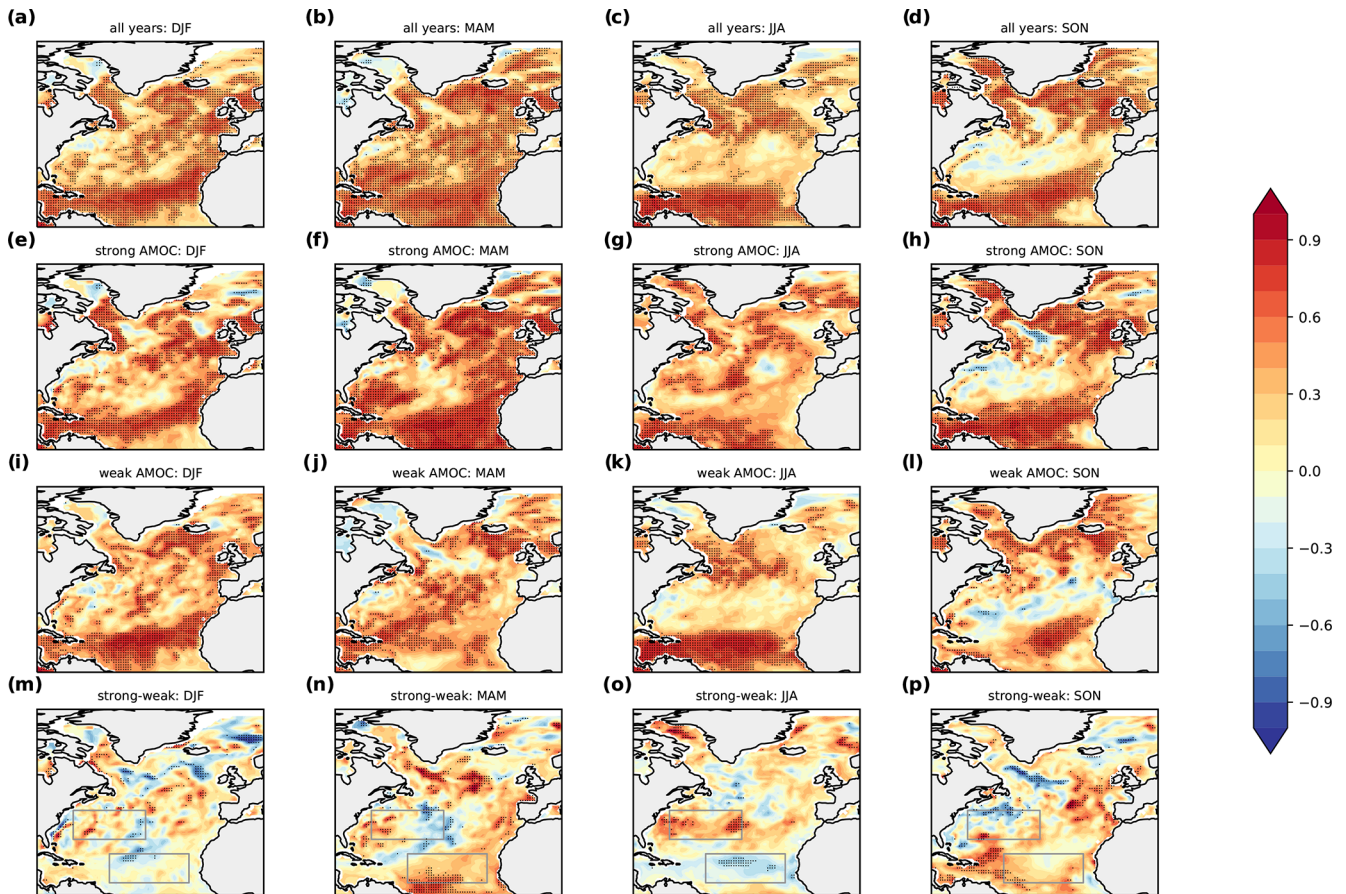 (a) all years: DJF
(b) all years: MAM
(c) all years: JJA
(d) all years: SON
(e) strong AMOC: DJF
(f) strong AMOC: MAM
(g) strong AMOC: JJA
(h) strong AMOC: SON
(i) weak AMOC: DJF
(j) weak AMOC: MAM
(k) weak AMOC: JJA
(l) weak AMOC: SON
(m) strong-weak: DJF
(n) strong-weak: MAM
(o) strong-weak: JJA
(p) strong-weak: SON
0.9
0.6
0.3
0.0
−0.3
−0.6
−0.9